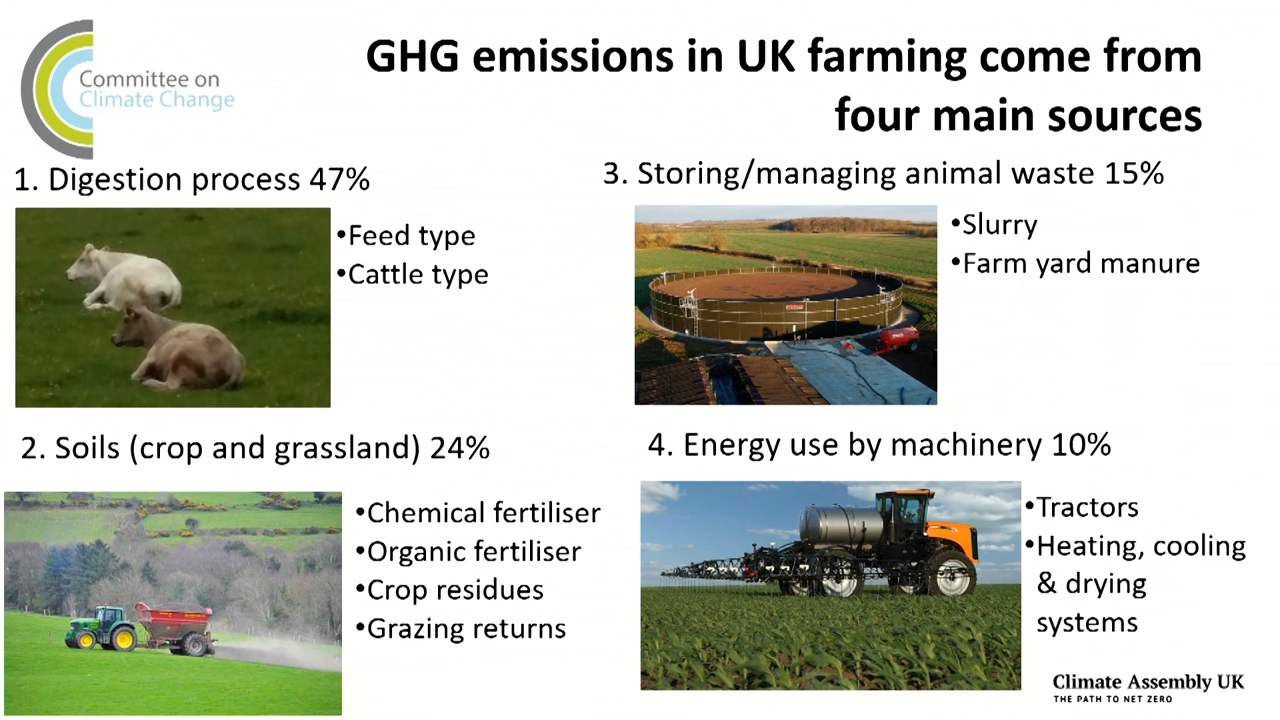 Committee on
Climate Change
GHG emissions in UK farming come from
four main sources
1. Digestion process 47%
•Feed type
•Cattle type
2. Soils (crop and grassland) 24%
•Chemical fertiliser
•Organic fertiliser
•Crop residues
•Grazing returns
3. Storing/managing animal waste 15%
•Slurry
•Farm yard manure
4. Energy use by machinery 10%
•Tractors
•Heating, cooling
& drying
systems
Climate Assembly UK
THE PATH TO NET ZERO